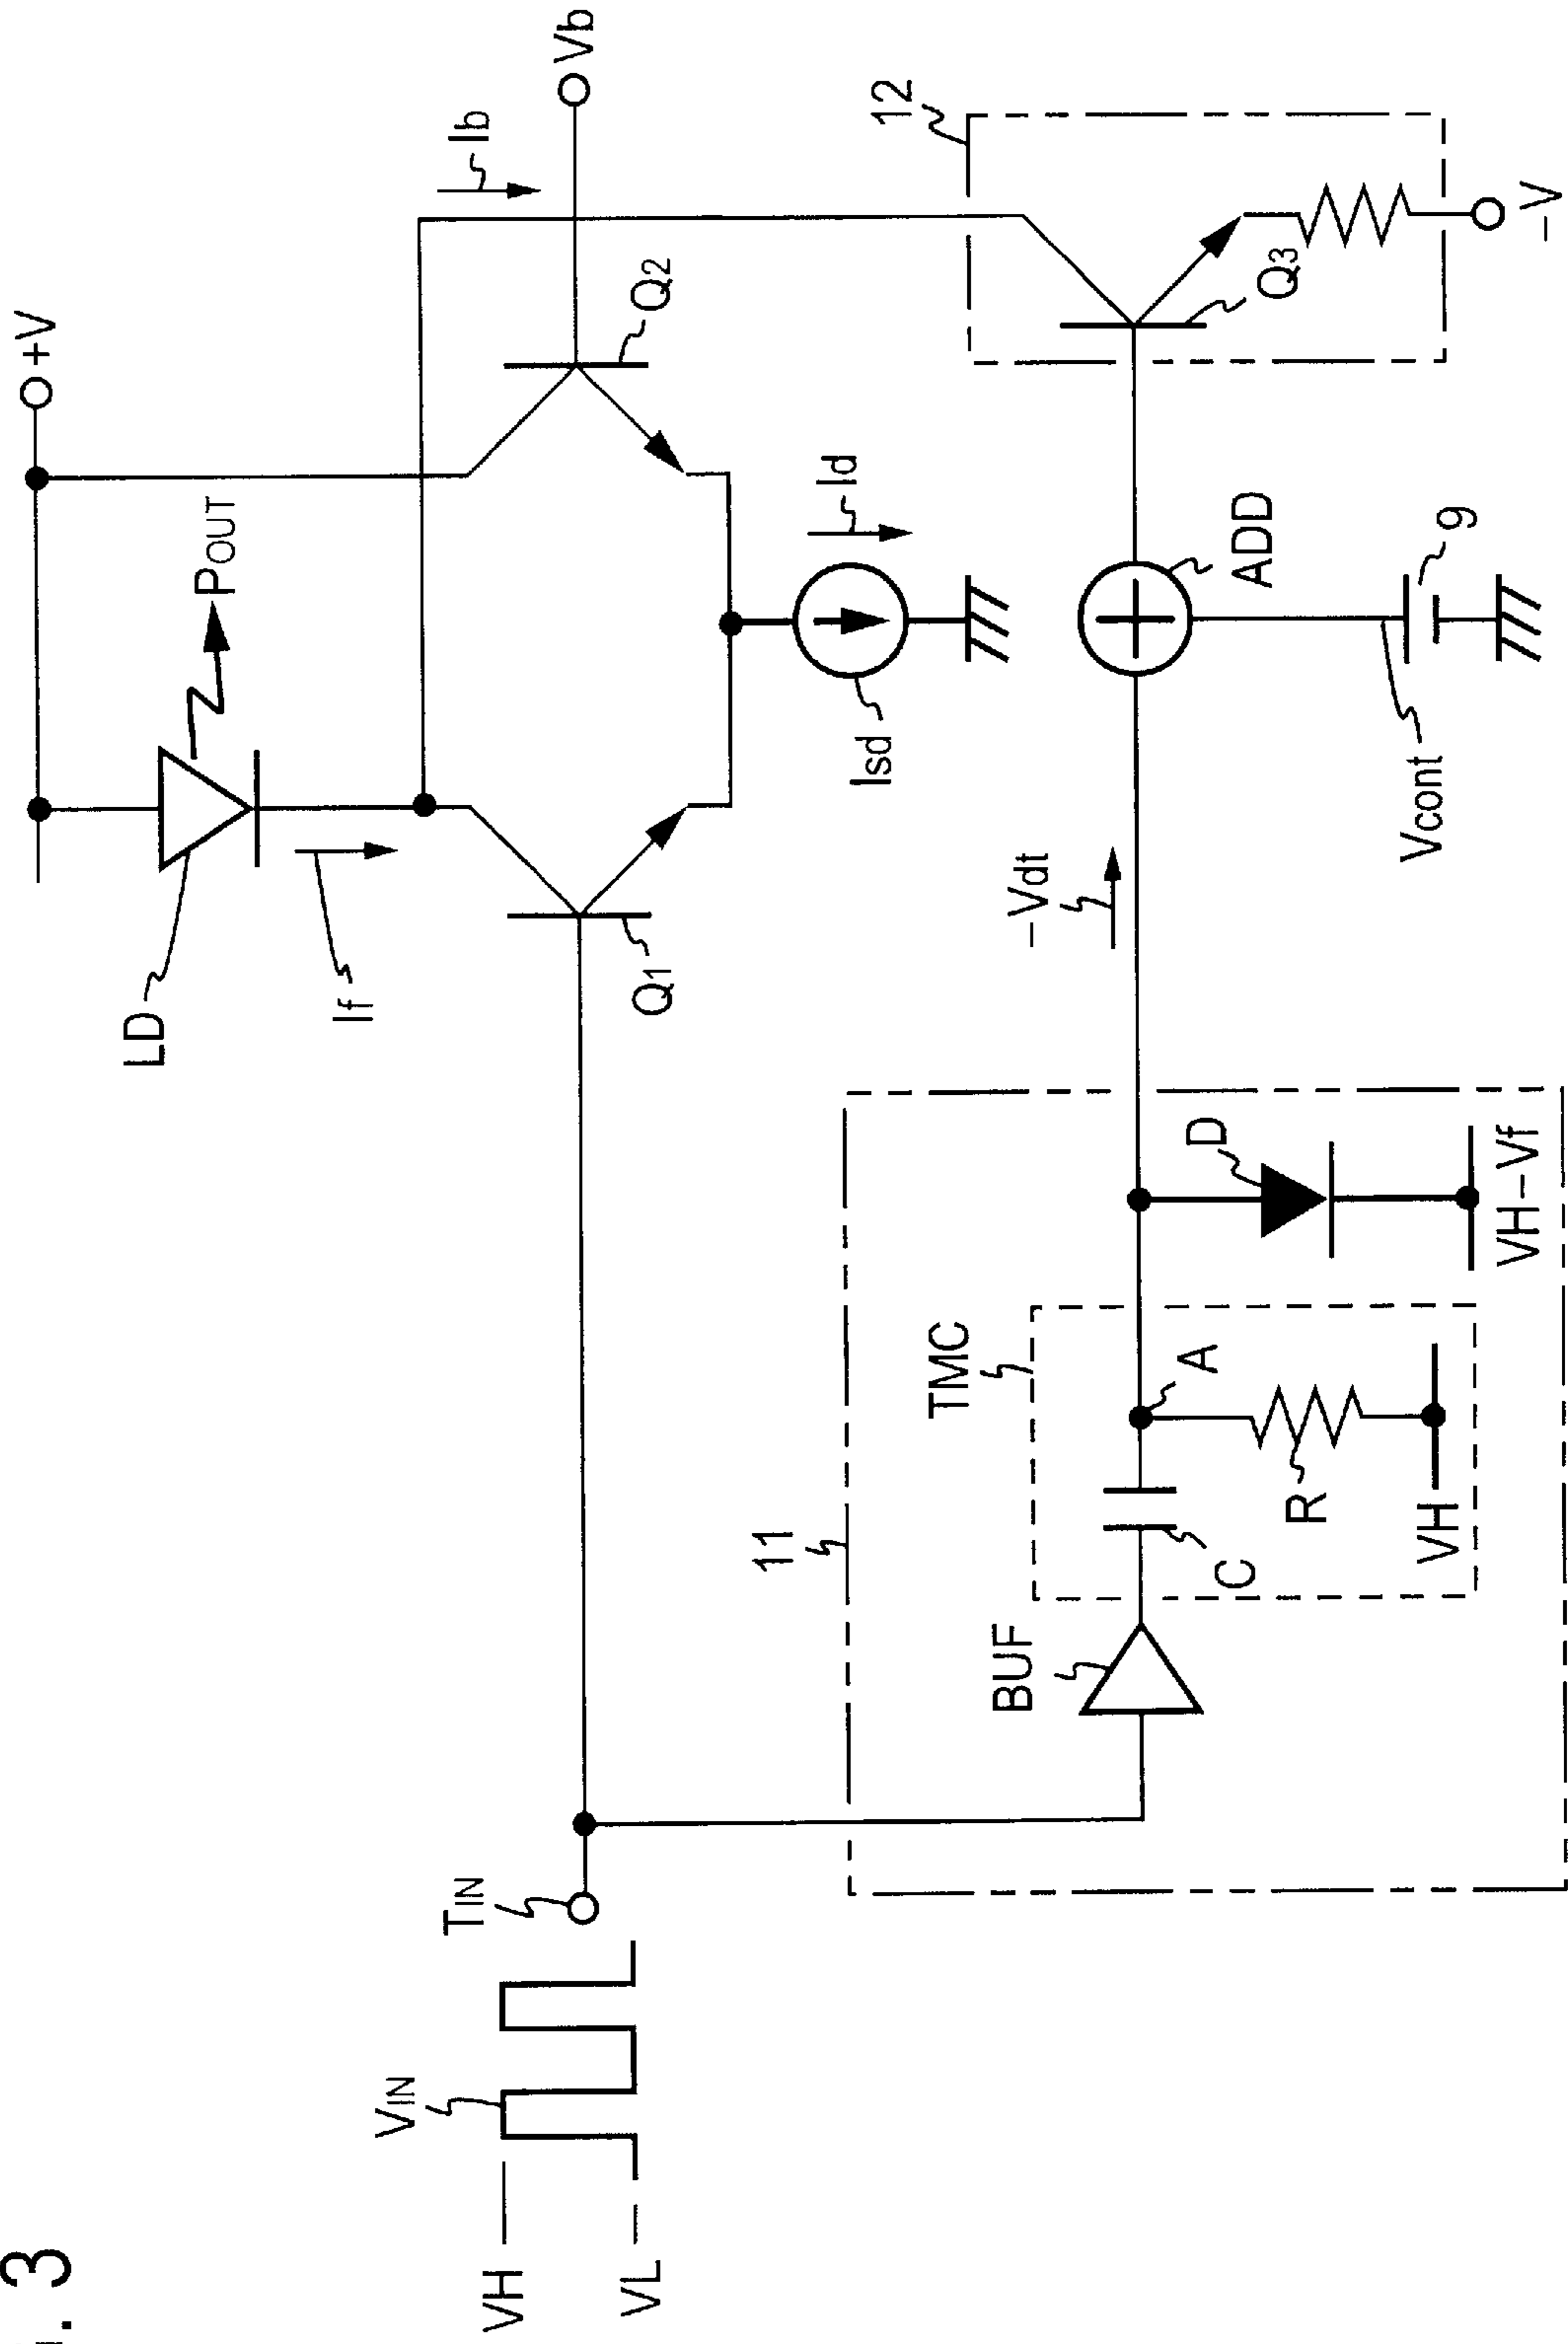 . 3
+V
LD
POUT
If
Ib
Vb
Q1
Q2
VIN
TIN
VH
VL
Isd
Id
12
Q3
-V
-Vdt
ADD
Vcont
9
11
BUF
TMC
C
A
R
VH
D
VH-Vf